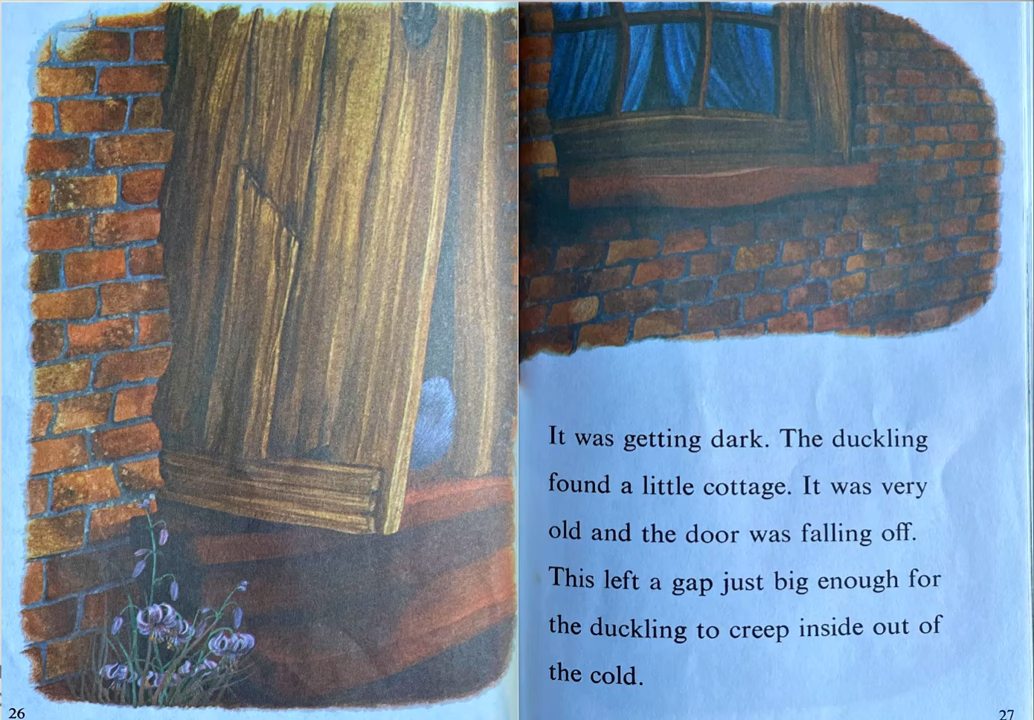 It was getting dark. The duckling
found a little cottage. It was very
old and the door was falling off.
This left a gap just big enough for
the duckling to creep inside out of
the cold.
26
27